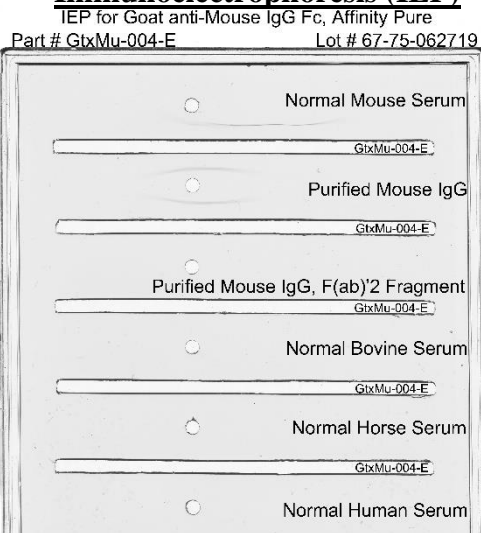 Immunoelectrophoresis (IEP)
IEP for Goat anti-Mouse IgG Fc, Affinity Pure
Part # GtxMu-004-E Lot # 67-75-062719
Normal Mouse Serum
GtxMu-004-E
Purified Mouse IgG
GtxMu-004-E
Purified Mouse IgG, F(ab)'2 Fragment
GtxMu-004-E
Normal Bovine Serum
GtxMu-004-E
Normal Horse Serum
GtxMu-004-E
Normal Human Serum